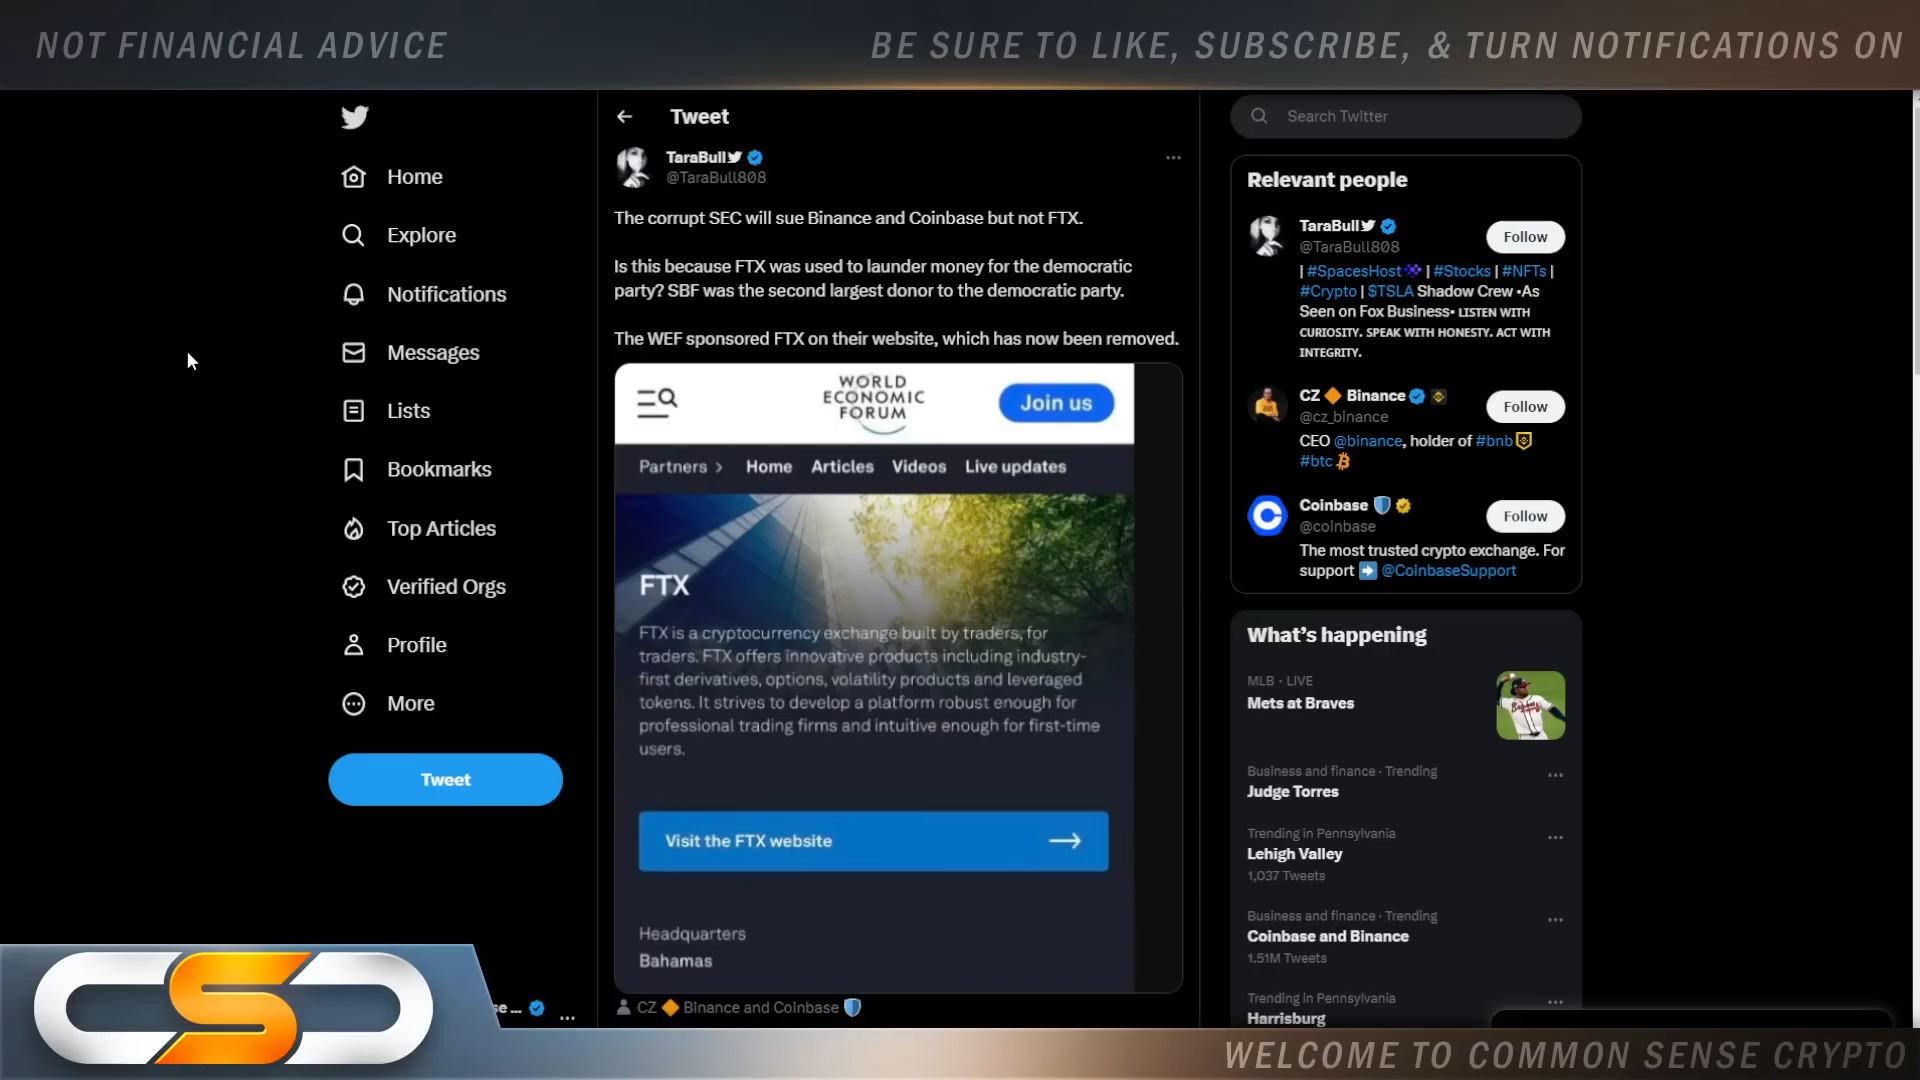 NOT FINANCIAL ADVICE
BE SURE TO LIKE, SUBSCRIBE, & TURN NOTIFICATIONS ON
Home
Explore
Notifications
Messages
Lists
Bookmarks
Top Articles
Verified Orgs
Profile
More
Tweet
se ...
Tweet
TaraBull
@TaraBull808
The corrupt SEC will sue Binance and Coinbase but not FTX.
Is this because FTX was used to launder money for the democratic
party? SBF was the second largest donor to the democratic party.
The WEF sponsored FTX on their website, which has now been removed.
WORLD
ECONOMIC
FORUM
Join us
Partners > Home Articles Videos Live updates
FTX
FTX is a cryptocurrency exchange built by traders, for
traders. FTX offers innovative products including industry-
first derivatives, options, volatility products and leveraged
tokens. It strives to develop a platform robust enough for
professional trading firms and intuitive enough for first-time
users.
Visit the FTX website
Headquarters
Bahamas
CZ 🔶 Binance and Coinbase 🛡️
Search Twitter
Relevant people
TaraBull
@TaraBull808
Follow
| #SpacesHost👾 | #Stocks | #NFTs |
#Crypto | $TSLA Shadow Crew •As
Seen on Fox Business• ʟɪsᴛᴇɴ ᴡɪᴛʜ
ᴄᴜʀɪᴏsɪᴛʏ. sᴘᴇᴀᴋ ᴡɪᴛʜ ʜᴏɴᴇsᴛʏ. ᴀᴄᴛ ᴡɪᴛʜ
ɪɴᴛᴇɢʀɪᴛʏ.
CZ 🔶 Binance
@cz_binance
Follow
CEO @binance, holder of #bnb
#btc
Coinbase 🛡️
@coinbase
Follow
The most trusted crypto exchange. For
support ➡️ @CoinbaseSupport
What's happening
MLB · LIVE
Mets at Braves
Business and finance · Trending
Judge Torres
Trending in Pennsylvania
Lehigh Valley
1,037 Tweets
Business and finance · Trending
Coinbase and Binance
1.51M Tweets
Trending in Pennsylvania
Harrisburg
CSC
WELCOME TO COMMON SENSE CRYPTO